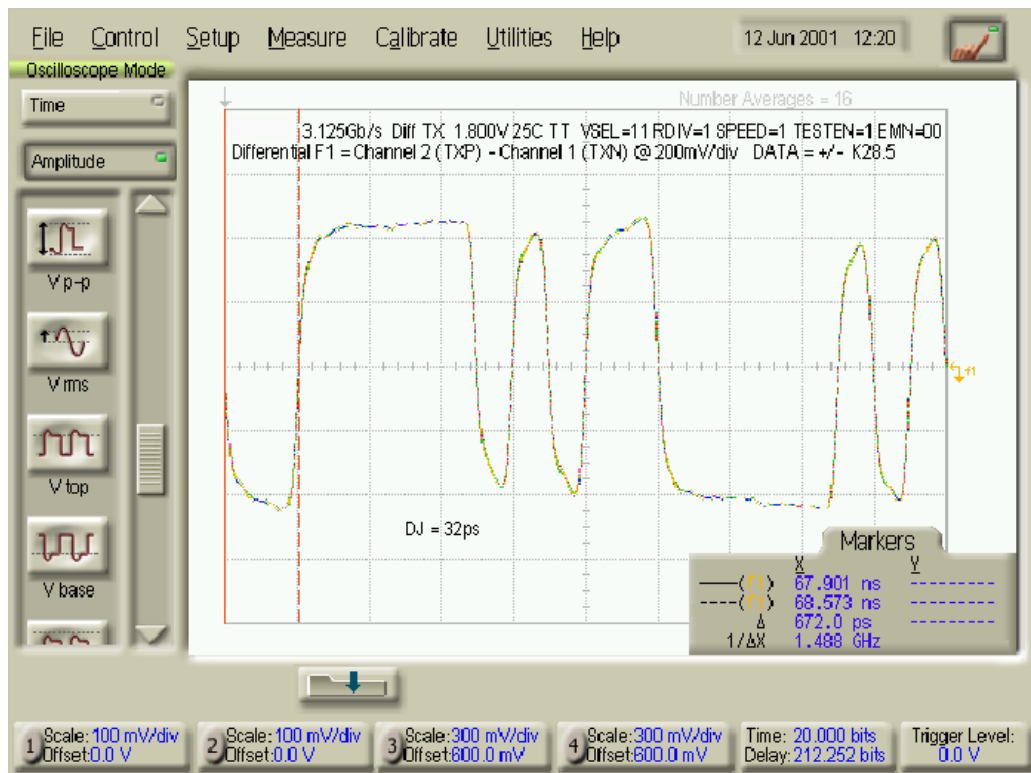 File Control Setup Measure Calibrate Utilities Help 12 Jun 2001 12:20
Oscilloscope Mode
Time
Amplitude
V p-p
V rms
V top
V base
Number Averages = 16
3.125Gb/s Diff TX 1.800V 25C TT VSEL=11 RDIV=1 SPEED=1 TESTEN=1 EMN=00
Differential F1 = Channel 2 (TXP) - Channel 1 (TXN) @ 200mV/div DATA = +/- K28.5
f1
DJ = 32ps
Markers
X Y
——(f1) 67.901 ns ---------
----(f1) 68.573 ns ---------
Δ 672.0 ps ---------
1/ΔX 1.488 GHz
1 Scale: 100 mV/div
Offset: 0.0 V
2 Scale: 100 mV/div
Offset: 0.0 V
3 Scale: 300 mV/div
Offset: 600.0 mV
4 Scale: 300 mV/div
Offset: 600.0 mV
Time: 20.000 bits
Delay: 212.252 bits
Trigger Level:
0.0 V